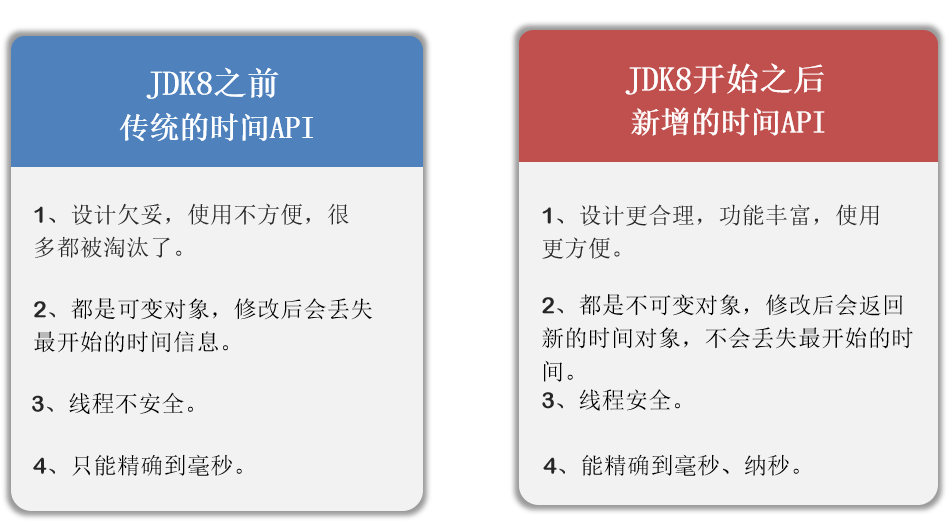 JDK8之前
传统的时间API
1、设计欠妥，使用不方便，很
多都被淘汰了。
2、都是可变对象，修改后会丢失
最开始的时间信息。
3、线程不安全。
4、只能精确到毫秒。
JDK8开始之后
新增的时间API
1、设计更合理，功能丰富，使用
更方便。
2、都是不可变对象，修改后会返回
新的时间对象，不会丢失最开始的时
间。
3、线程安全。
4、能精确到毫秒、纳秒。